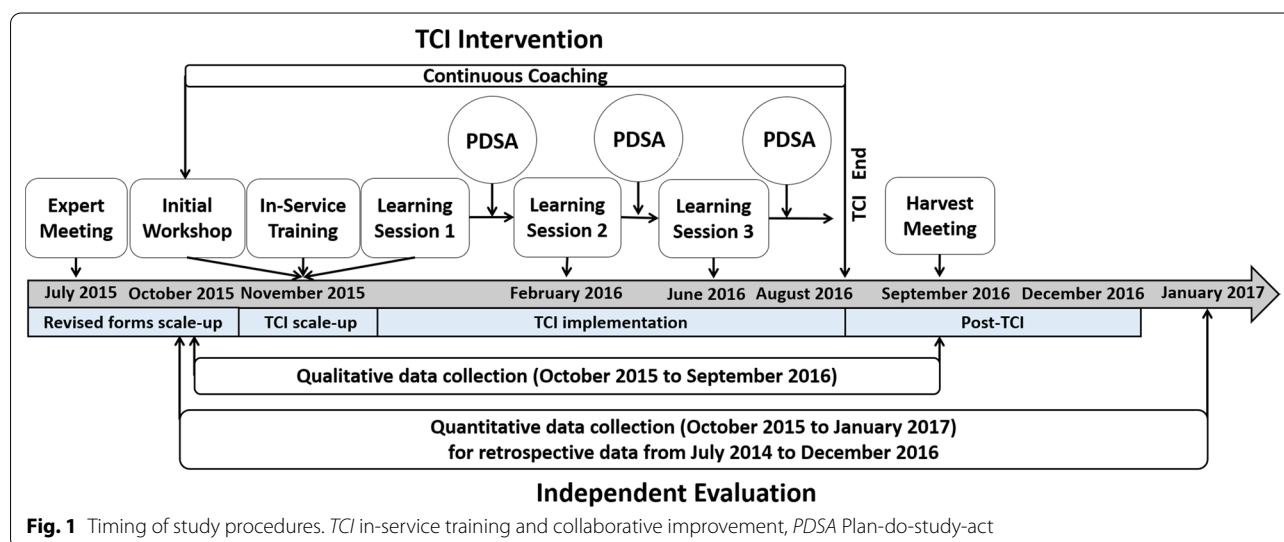 TCI Intervention
Continuous Coaching
PDSA
PDSA
PDSA
TCI End
Expert
Meeting
Initial
Workshop
In-Service
Training
Learning
Session 1
Learning
Session 2
Learning
Session 3
Harvest
Meeting
July 2015
October 2015
November 2015
February 2016
June 2016
August 2016
September 2016
December 2016
January 2017
Revised forms scale-up
TCI scale-up
TCI implementation
Post-TCI
Qualitative data collection (October 2015 to September 2016)
Quantitative data collection (October 2015 to January 2017)
for retrospective data from July 2014 to December 2016
Independent Evaluation
Fig. 1 Timing of study procedures. TCI in-service training and collaborative improvement, PDSA Plan-do-study-act